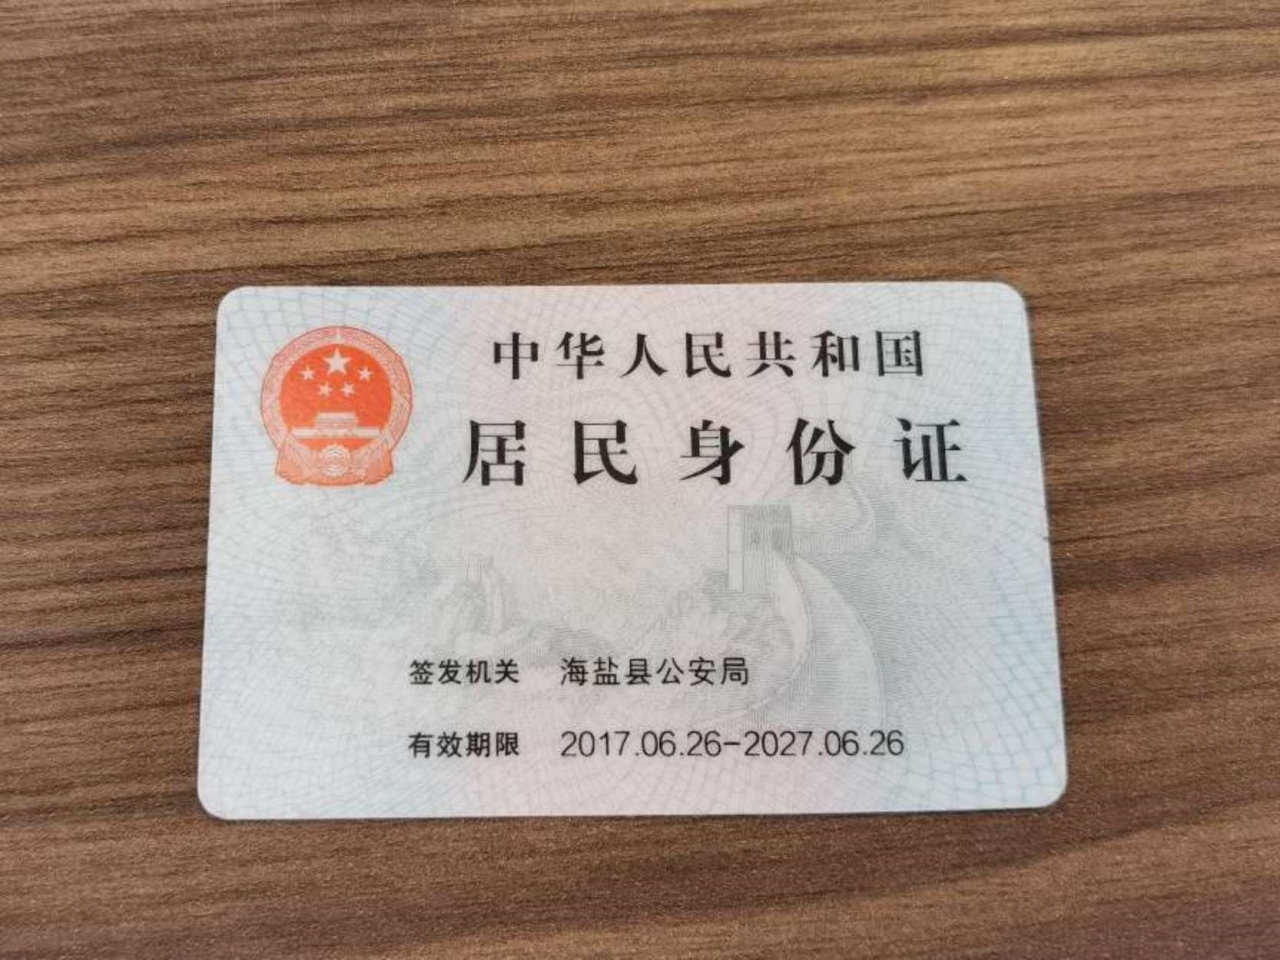 中华人民共和国
居民身份证
签发机关 海盐县公安局
有效期限 2017.06.26-2027.06.26